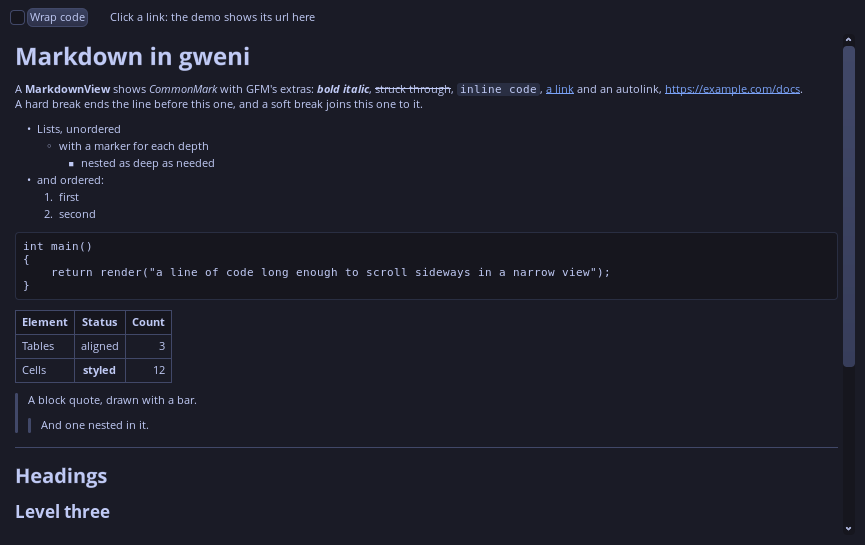 Wrap code Click a link: the demo shows its url here
Markdown in gweni
A MarkdownView shows CommonMark with GFM's extras: bold italic, struck through, inline code, a link and an autolink, https://example.com/docs.
A hard break ends the line before this one, and a soft break joins this one to it.
• Lists, unordered
◦ with a marker for each depth
▪ nested as deep as needed
• and ordered:
1. first
2. second
int main()
{
    return render("a line of code long enough to scroll sideways in a narrow view");
}
Element Status Count
Tables aligned 3
Cells styled 12
A block quote, drawn with a bar.
And one nested in it.
Headings
Level three